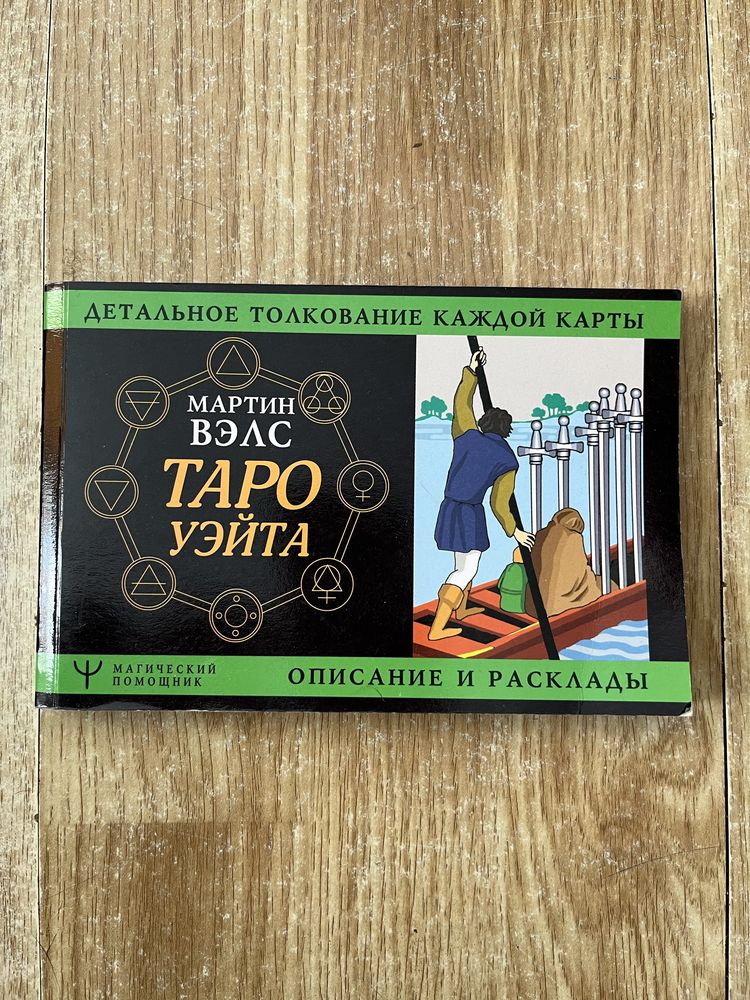 ДЕТАЛЬНОЕ ТОЛКОВАНИЕ КАЖДОЙ КАРТЫ
МАРТИН
ВЭЛС
ТАРО
УЭЙТА
МАГИЧЕСКИЙ
ПОМОЩНИК
ОПИСАНИЕ И РАСКЛАДЫ